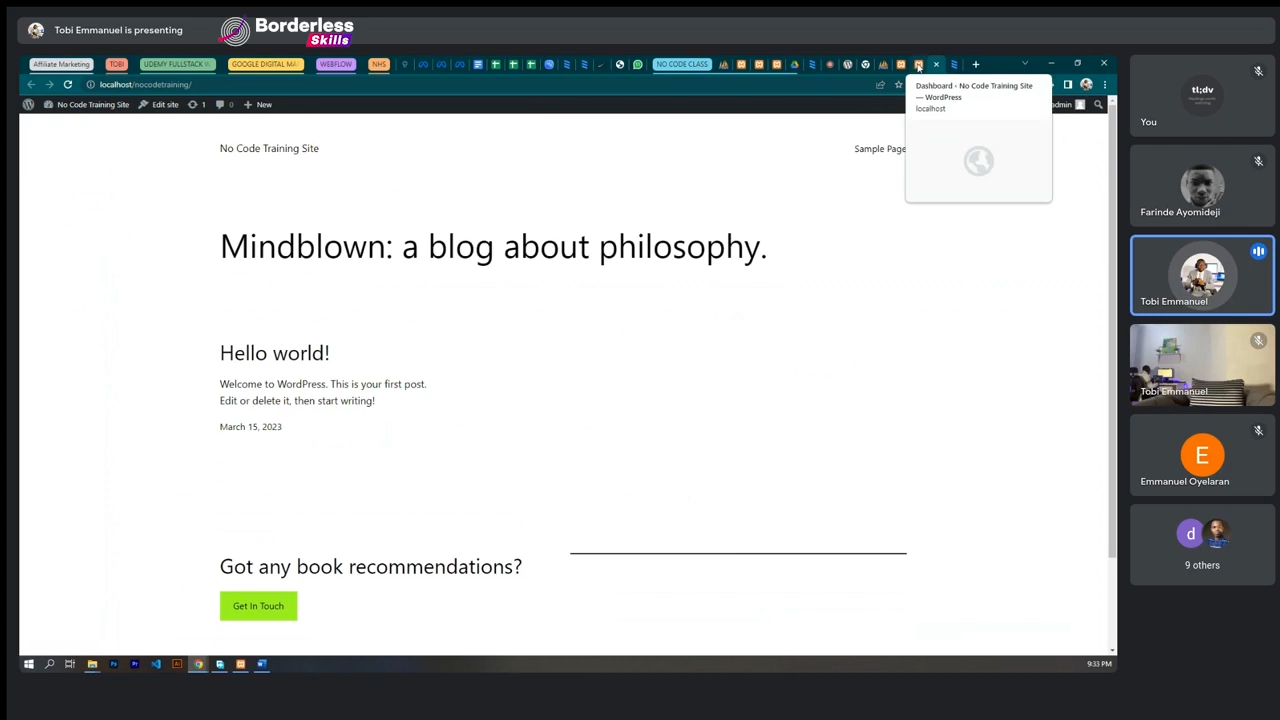 Tobi Emmanuel is presenting
Borderless
Skills
Affiliate Marketing
TOBI
UDEMY FULLSTACK
GOOGLE DIGITAL
WEBFLOW
NHS
NO CODE CLASS
localhost/nocodetraining/
No Code Training Site
Edit site
1
0
New
admin
Dashboard ‹ No Code Training Site
— WordPress
localhost
No Code Training Site
Sample Page
Mindblown: a blog about philosophy.
Hello world!
Welcome to WordPress. This is your first post.
Edit or delete it, then start writing!
March 15, 2023
Got any book recommendations?
Get In Touch
9:33 PM
tl;dv
You
Farinde Ayomideji
Tobi Emmanuel
Tobi Emmanuel
E
Emmanuel Oyelaran
d
9 others